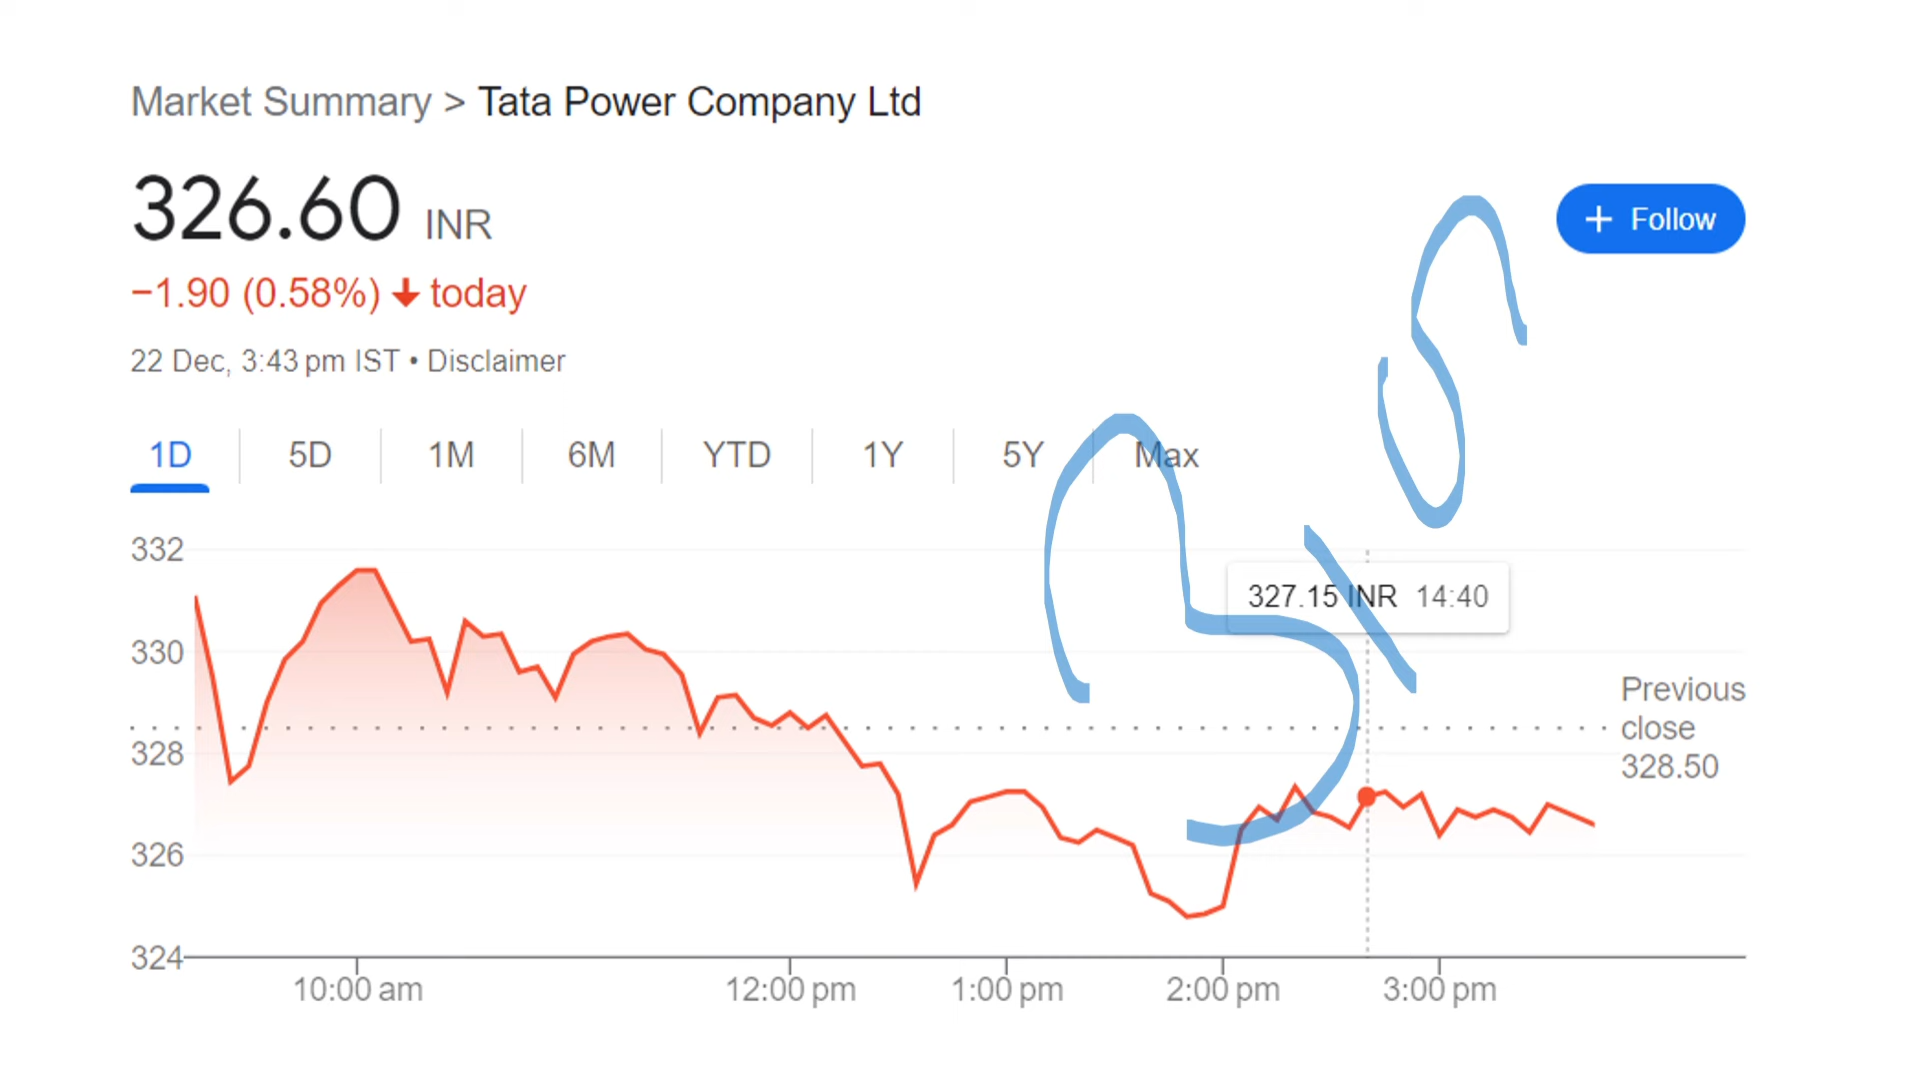 Market Summary > Tata Power Company Ltd
326.60 INR
+ Follow
−1.90 (0.58%) ↓ today
22 Dec, 3:43 pm IST • Disclaimer
1D 5D 1M 6M YTD 1Y 5Y Max
332
327.15 INR 14:40
330
Previous
close
328.50
328
326
324
10:00 am 12:00 pm 1:00 pm 2:00 pm 3:00 pm